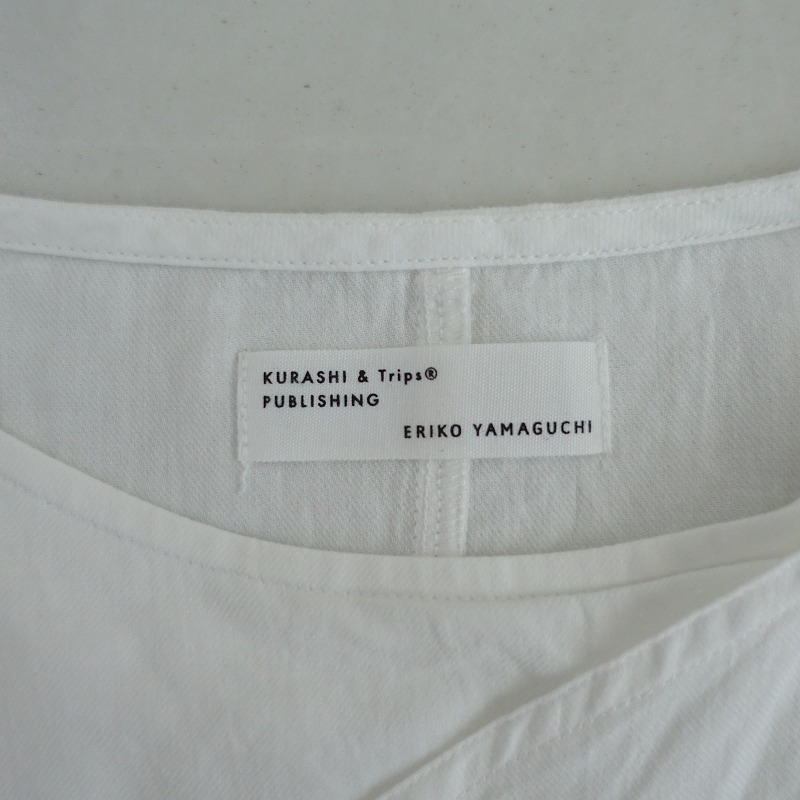 KURASHI & Trips®
PUBLISHING
ERIKO YAMAGUCHI